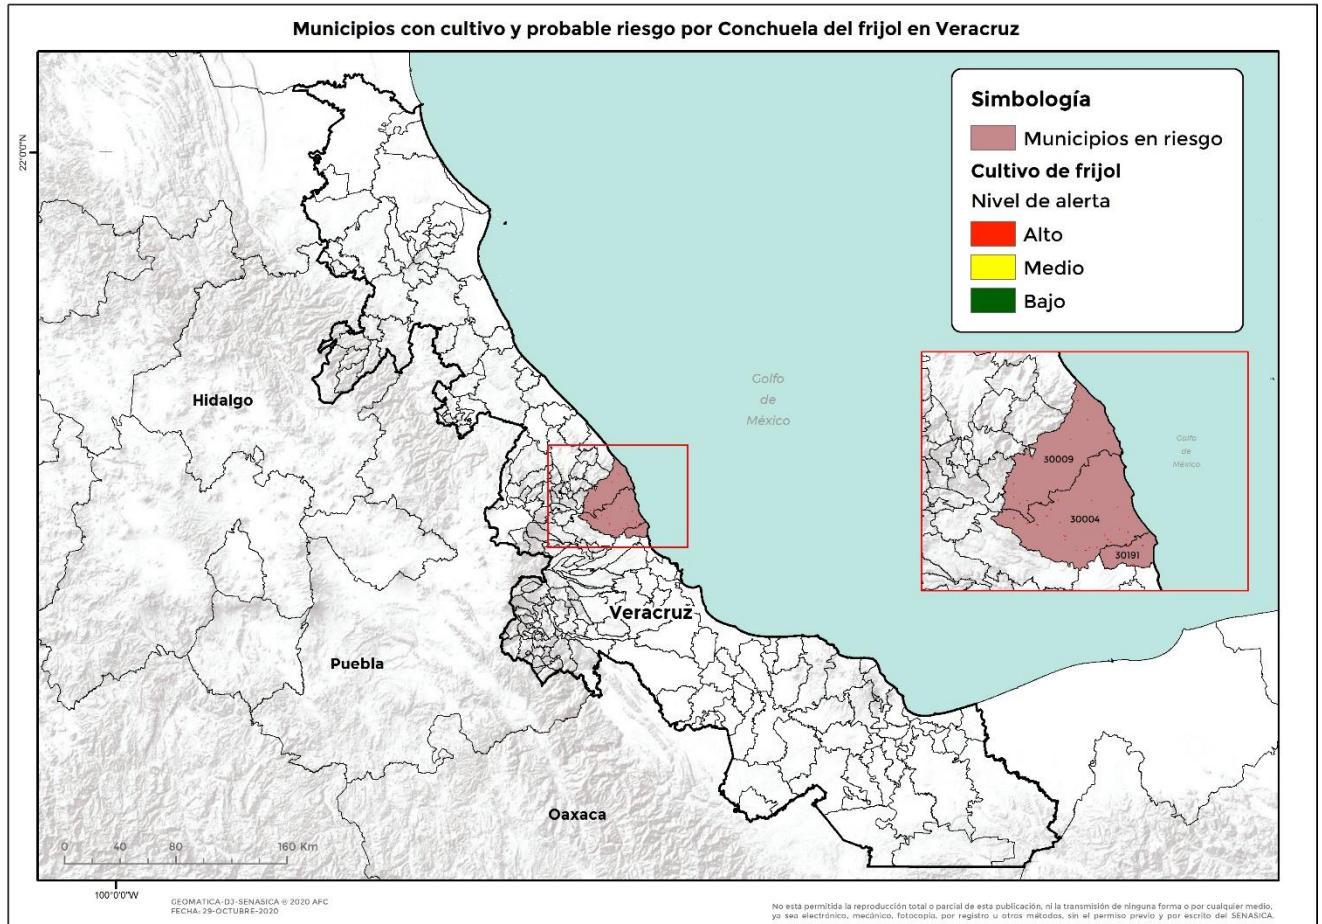 Municipios con cultivo y probable riesgo por Conchuela del frijol en Veracruz
Simbología
Municipios en riesgo
Cultivo de frijol
Nivel de alerta
Alto
Medio
Bajo
22°0'0"N
Golfo
de
México
Hidalgo
30009
Golfo
de
México
30004
30191
Veracruz
Puebla
Oaxaca
0 40 80 160 Km
100°0'0"W
GEOMATICA-DJ-SENASICA © 2020 AFC
FECHA: 29-OCTUBRE-2020
No está permitida la reproducción total o parcial de esta publicación, ni la transmisión de ninguna forma o por cualquier medio,
ya sea electrónico, mecánico, fotocopia, por registro u otros métodos, sin el permiso previo y por escrito del SENASICA.